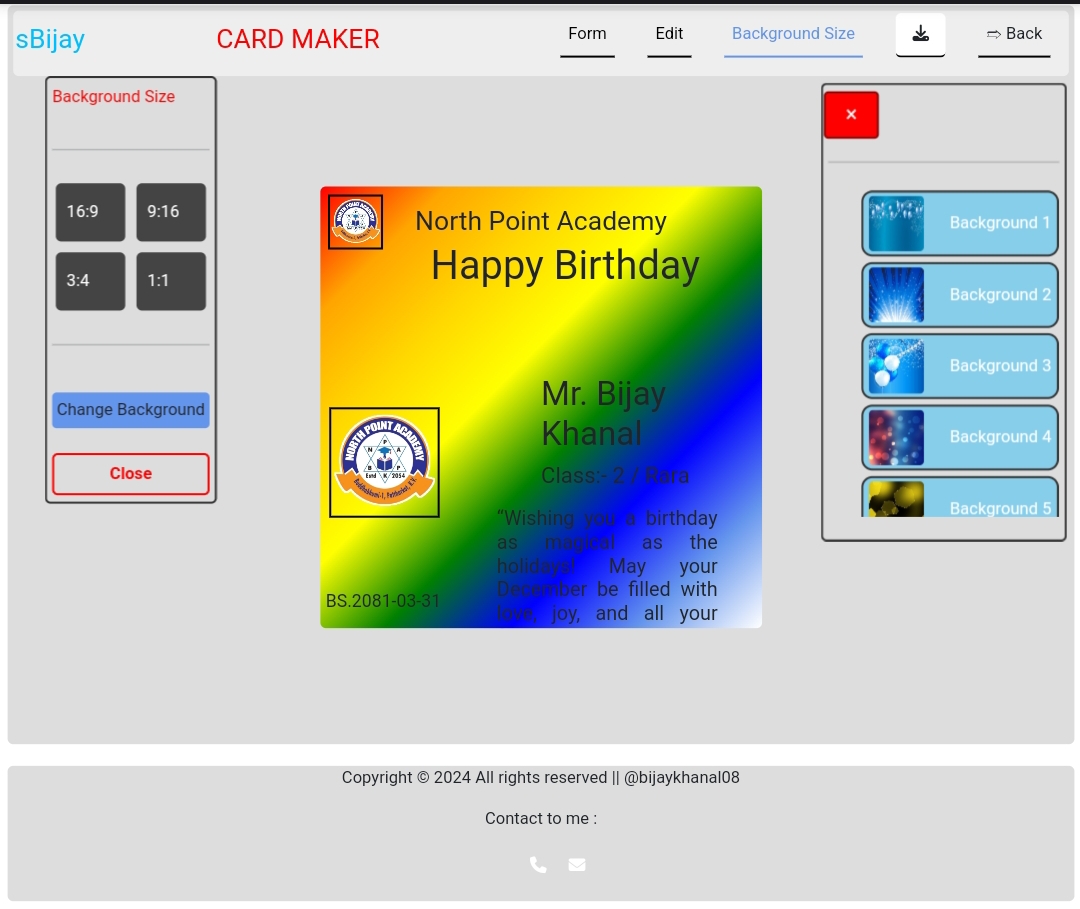 sBijay
CARD MAKER
Form
Edit
Background Size
⇨ Back
Background Size
16:9
9:16
3:4
1:1
Change Background
Close
NORTH POINT ACADEMY
North Point Academy
Happy Birthday
Mr. Bijay
Khanal
Class:- 2 / Rara
NORTH POINT ACADEMY
Estd
2054
“Wishing you a birthday
as magical as the
holidays! May your
December be filled with
love, joy, and all your
BS.2081-03-31
×
Background 1
Background 2
Background 3
Background 4
Background 5
Copyright © 2024 All rights reserved || @bijaykhanal08
Contact to me :